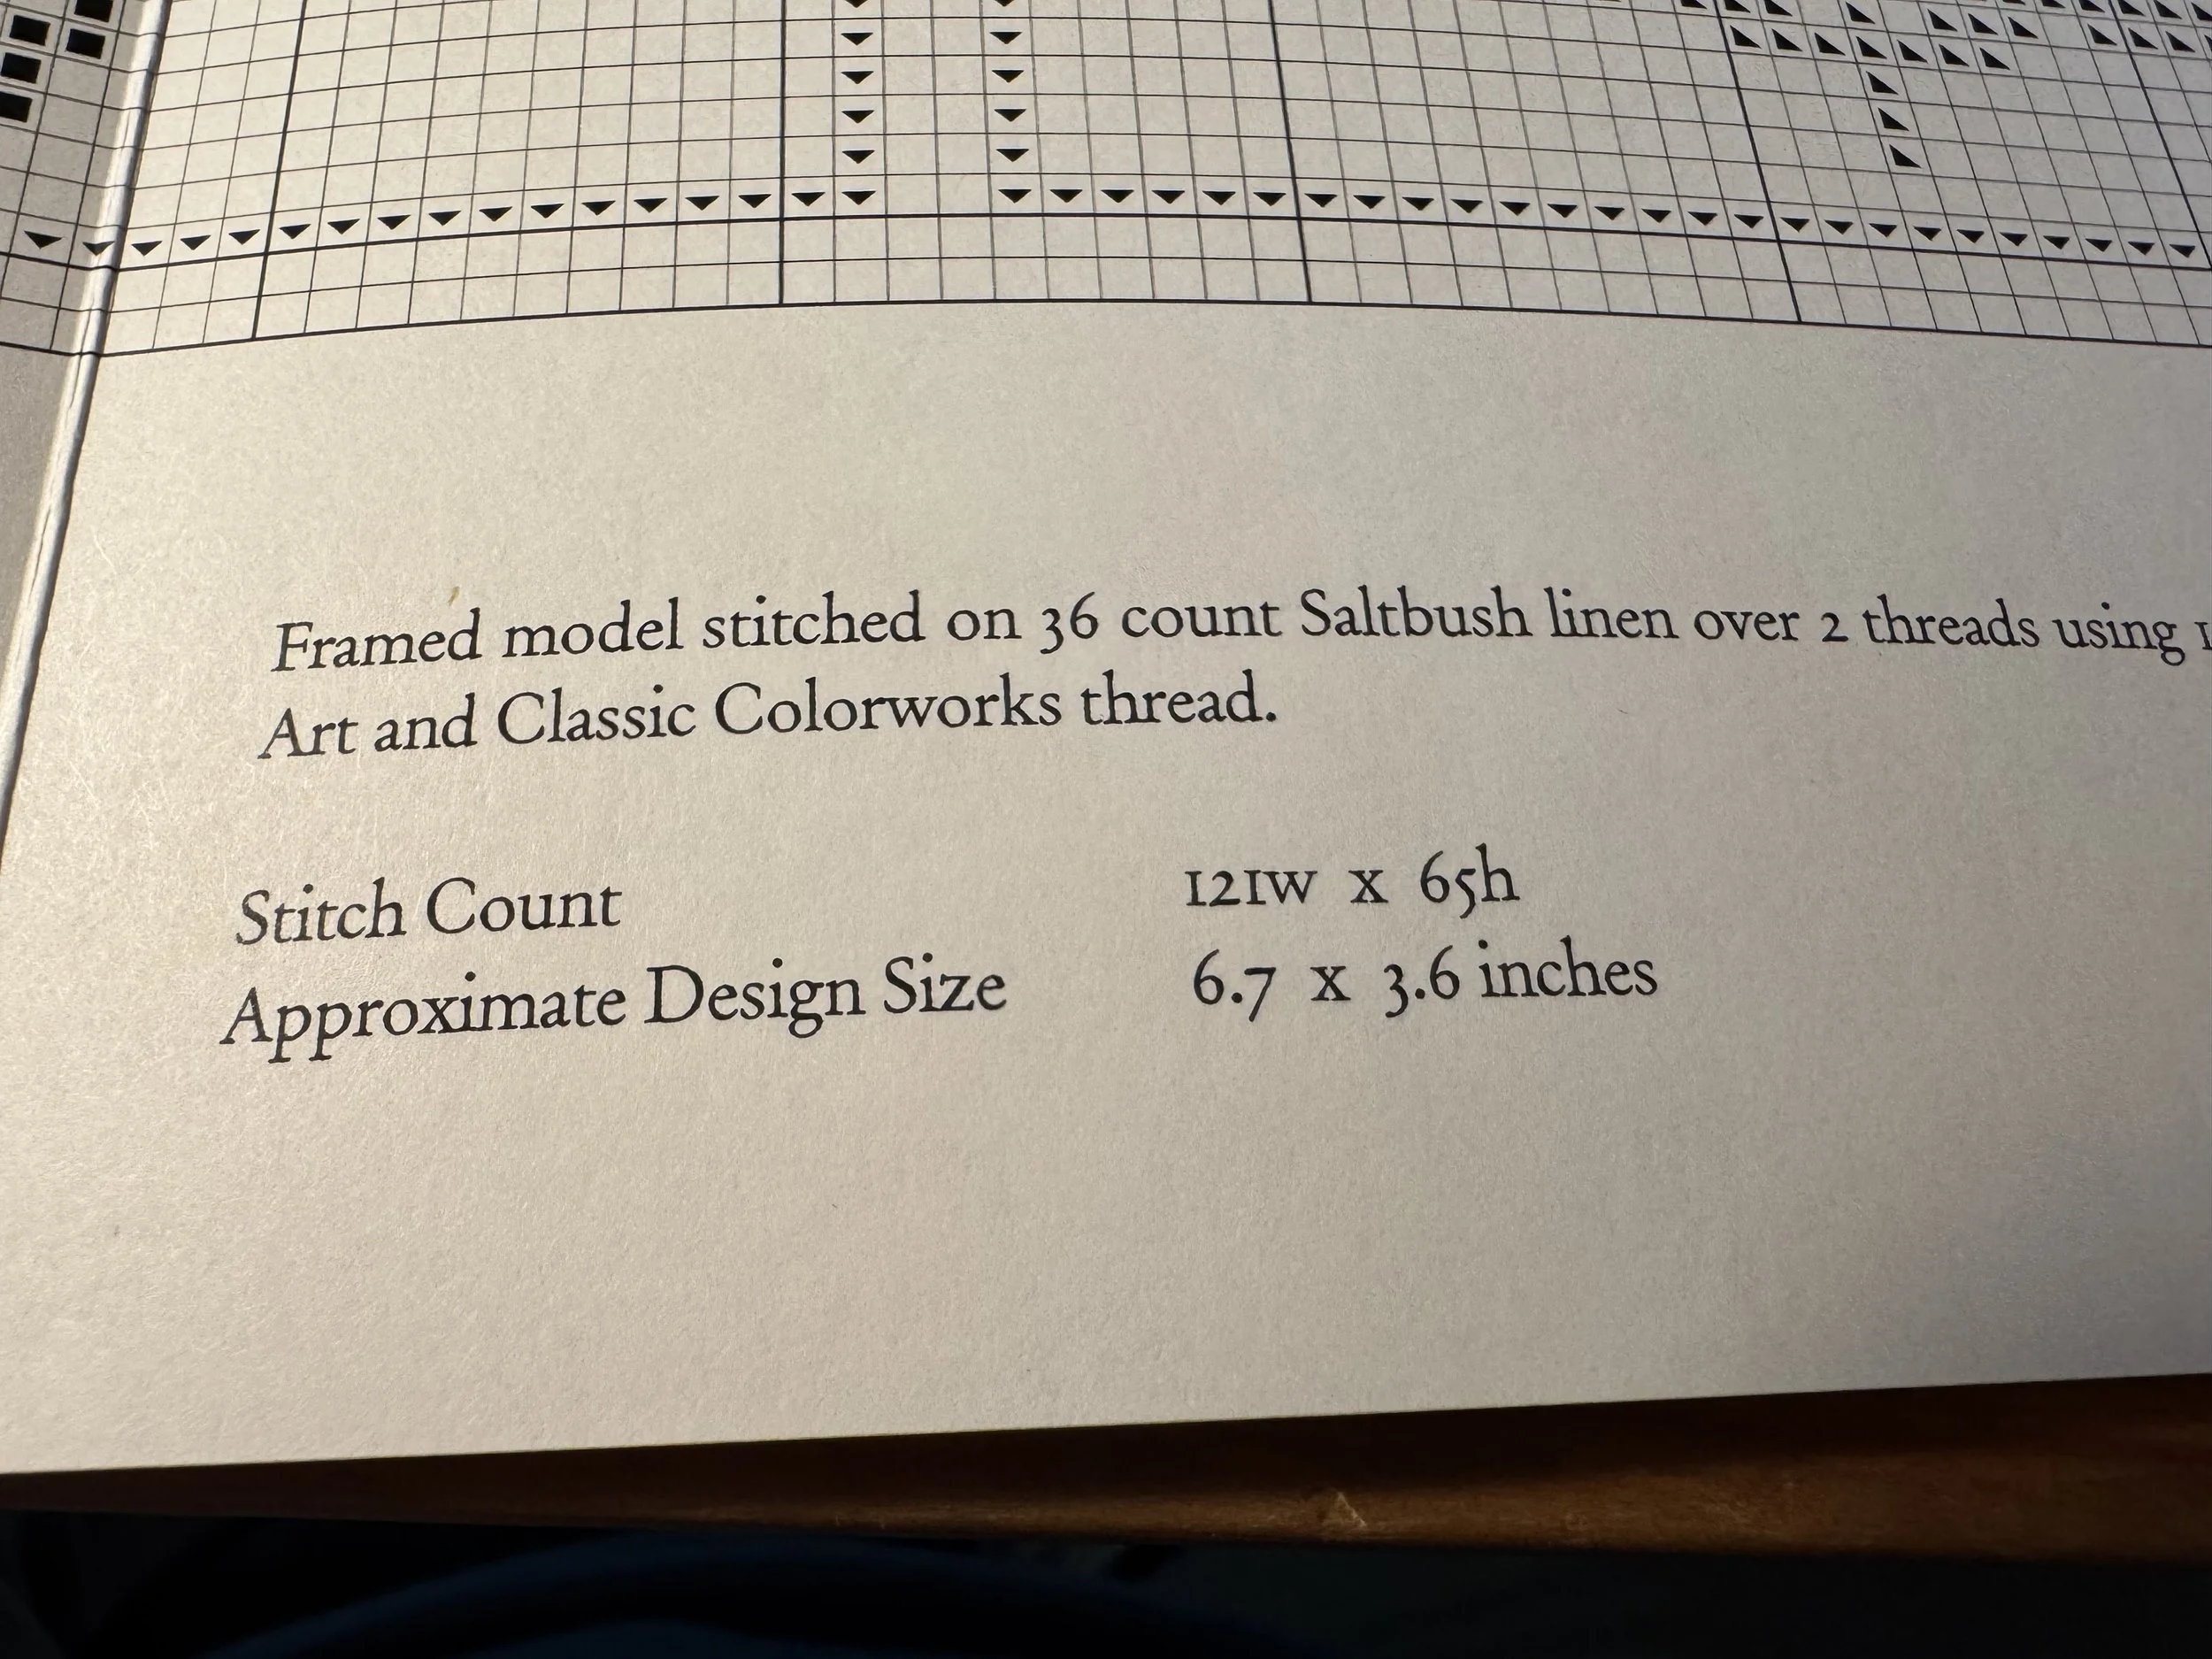 Framed model stitched on 36 count Saltbush linen over 2 threads using
Art and Classic Colorworks thread.
Stitch Count 121w x 65h
Approximate Design Size 6.7 x 3.6 inches